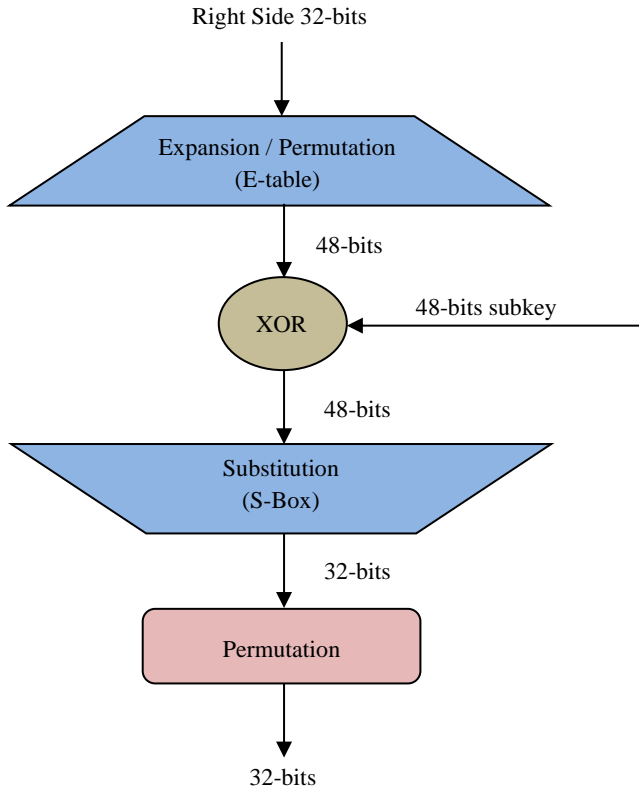 Right Side 32-bits
Expansion / Permutation
(E-table)
48-bits
XOR
48-bits subkey
48-bits
Substitution
(S-Box)
32-bits
Permutation
32-bits